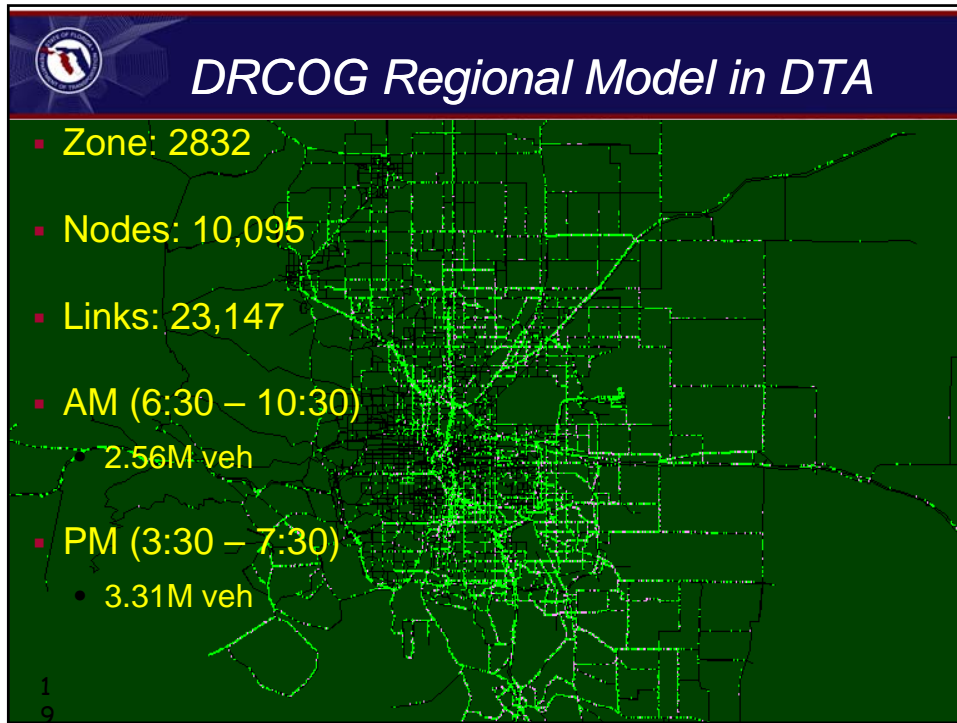 DRCOG Regional Model in DTA
Zone: 2832
Nodes: 10,095
Links: 23,147
AM (6:30 – 10:30)
2.56M veh
PM (3:30 – 7:30)
3.31M veh
1
9